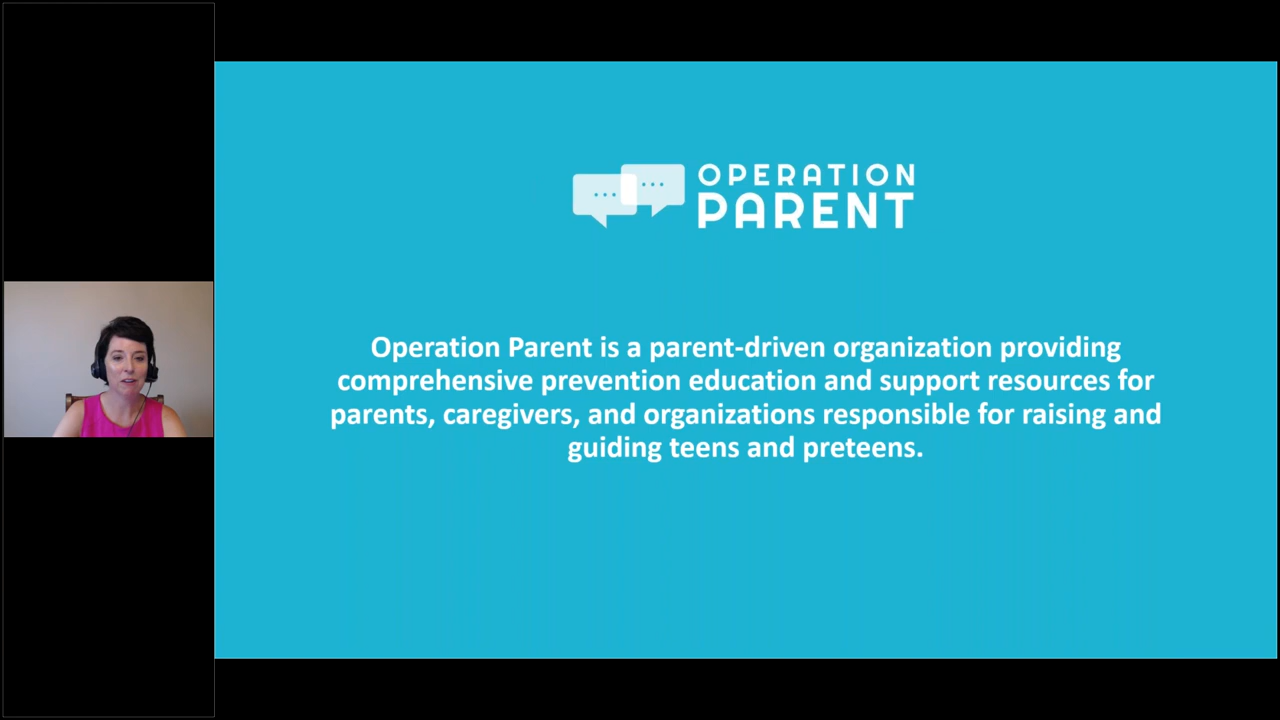 OPERATION
PARENT
Operation Parent is a parent-driven organization providing
comprehensive prevention education and support resources for
parents, caregivers, and organizations responsible for raising and
guiding teens and preteens.